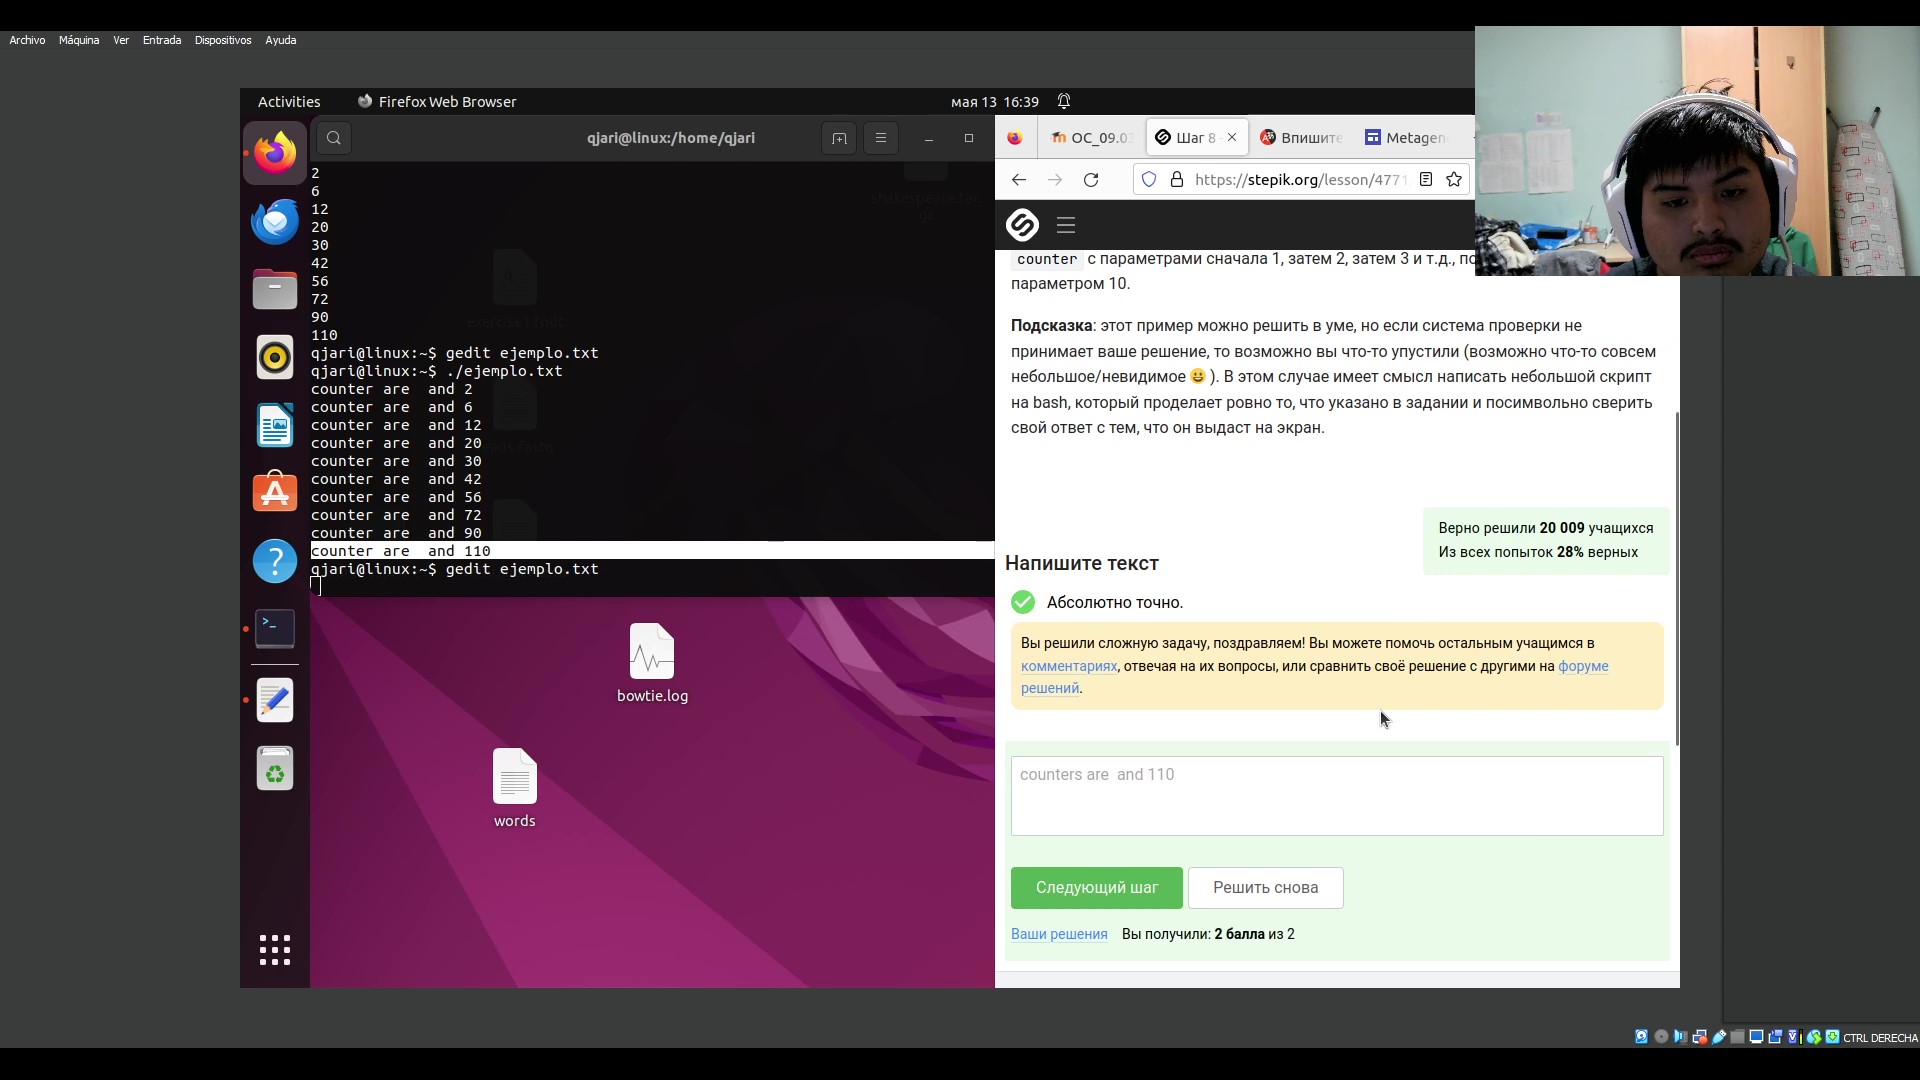 Archivo Máquina Ver Entrada Dispositivos Ayuda
Activities Firefox Web Browser мая 13 16:39
qjari@linux:/home/qjari
2
6
12
20
30
42
56
72
90
110
qjari@linux:~$ gedit ejemplo.txt
qjari@linux:~$ ./ejemplo.txt
counter are  and 2
counter are  and 6
counter are  and 12
counter are  and 20
counter are  and 30
counter are  and 42
counter are  and 56
counter are  and 72
counter are  and 90
counter are  and 110
qjari@linux:~$ gedit ejemplo.txt
bowtie.log
words
OC_09.0 Шаг 8 Впишите Metagen
https://stepik.org/lesson/4771
counter с параметрами сначала 1, затем 2, затем 3 и т.д.,
параметром 10.
Подсказка: этот пример можно решить в уме, но если система проверки не
принимает ваше решение, то возможно вы что-то упустили (возможно что-то совсем
небольшое/невидимое 😀 ). В этом случае имеет смысл написать небольшой скрипт
на bash, который проделает ровно то, что указано в задании и посимвольно сверить
свой ответ с тем, что он выдаст на экран.
Верно решили 20 009 учащихся
Из всех попыток 28% верных
Напишите текст
Абсолютно точно.
Вы решили сложную задачу, поздравляем! Вы можете помочь остальным учащимся в
комментариях, отвечая на их вопросы, или сравнить своё решение с другими на форуме
решений.
counters are  and 110
Следующий шаг Решить снова
Ваши решения Вы получили: 2 балла из 2
CTRL DERECHA